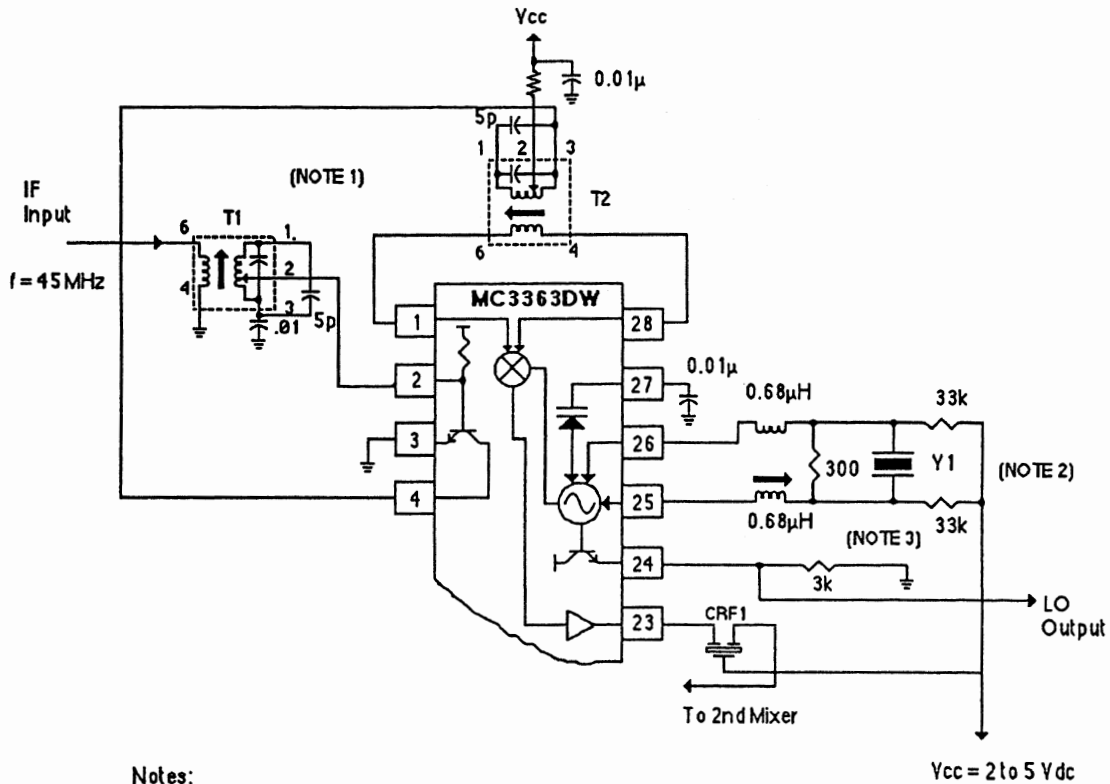 Vcc
0.01µ
5p
1 2 3
(NOTE 1)
IF
Input
T2
T1
6
1.
6 4
2
f = 45MHz
4
MC3363DW
3
.01
5p
1
28
0.01µ
2
27
0.68µH
33k
3
26
300
Y1
(NOTE 2)
4
25
0.68µH
33k
(NOTE 3)
24
3k
LO
Output
23
CRF1
To 2nd Mixer
Notes:
Vcc = 2 to 5 Vdc